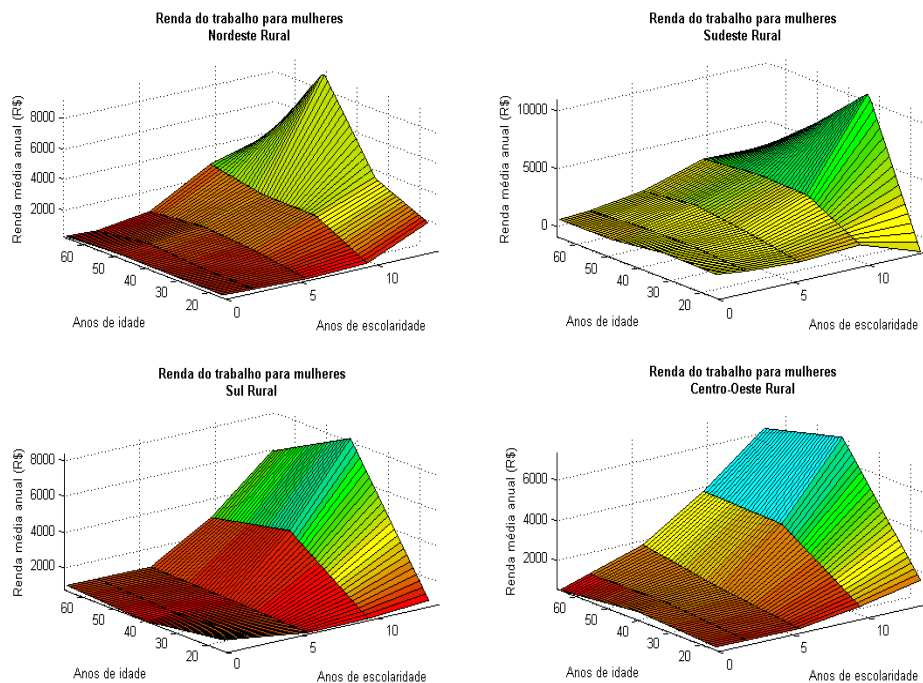 Renda do trabalho para mulheres
Nordeste Rural
Renda média anual (R$)
8000
6000
4000
2000
60
50
40
30
20
0
5
10
Anos de idade
Anos de escolaridade
Renda do trabalho para mulheres
Sudeste Rural
Renda média anual (R$)
10000
5000
0
60
50
40
30
20
0
5
10
Anos de idade
Anos de escolaridade
Renda do trabalho para mulheres
Sul Rural
Renda média anual (R$)
8000
6000
4000
2000
60
50
40
30
20
0
5
10
Anos de idade
Anos de escolaridade
Renda do trabalho para mulheres
Centro-Oeste Rural
Renda média anual (R$)
6000
4000
2000
60
50
40
30
20
0
5
10
Anos de idade
Anos de escolaridade